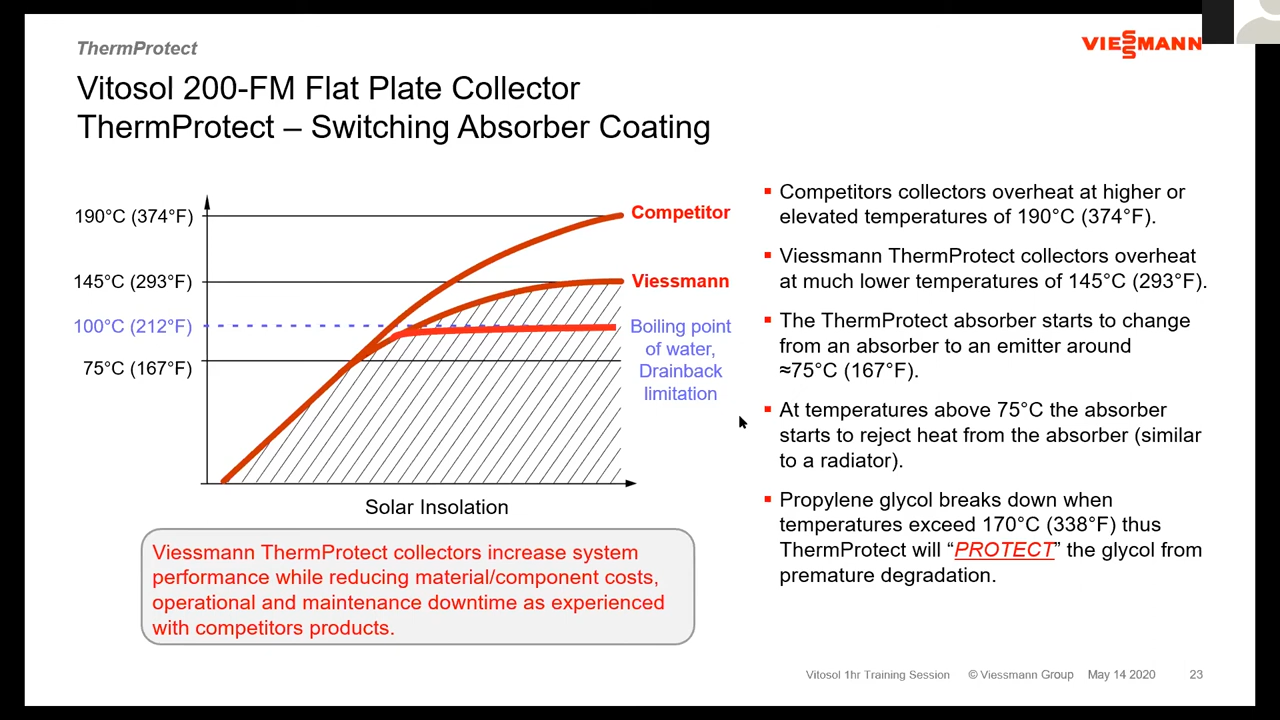 ThermProtect
VIESSMANN
Vitosol 200-FM Flat Plate Collector
ThermProtect – Switching Absorber Coating
190°C (374°F)
145°C (293°F)
100°C (212°F)
75°C (167°F)
Competitor
Viessmann
Boiling point
of water,
Drainback
limitation
Solar Insolation
Viessmann ThermProtect collectors increase system
performance while reducing material/component costs,
operational and maintenance downtime as experienced
with competitors products.
▪ Competitors collectors overheat at higher or
elevated temperatures of 190°C (374°F).
▪ Viessmann ThermProtect collectors overheat
at much lower temperatures of 145°C (293°F).
▪ The ThermProtect absorber starts to change
from an absorber to an emitter around
≈75°C (167°F).
▪ At temperatures above 75°C the absorber
starts to reject heat from the absorber (similar
to a radiator).
▪ Propylene glycol breaks down when
temperatures exceed 170°C (338°F) thus
ThermProtect will “PROTECT” the glycol from
premature degradation.
Vitosol 1hr Training Session © Viessmann Group May 14 2020 23